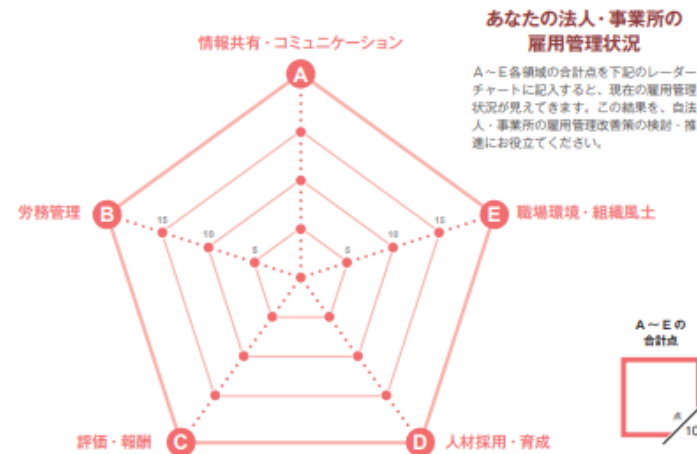 あなたの法人・事業所の
雇用管理状況
A～E各領域の合計点を下記のレーダー
チャートに記入すると、現在の雇用管理
状況が見えてきます。この結果を、自法
人・事業所の雇用管理改善策の検討・推
進にお役立てください。
情報共有・コミュニケーション
A
労務管理
B
15
10
5
5
10
15
E
職場環境・組織風土
評価・報酬
C
D
人材採用・育成
A～Eの
合計点
点
10